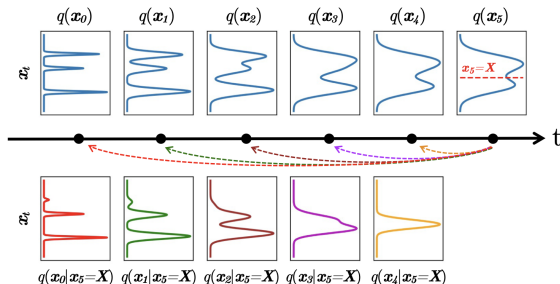 q(x₀) q(x₁) q(x₂) q(x₃) q(x₄) q(x₅)
xₜ
x₅=X
t
xₜ
q(x₀|x₅=X) q(x₁|x₅=X) q(x₂|x₅=X) q(x₃|x₅=X) q(x₄|x₅=X)